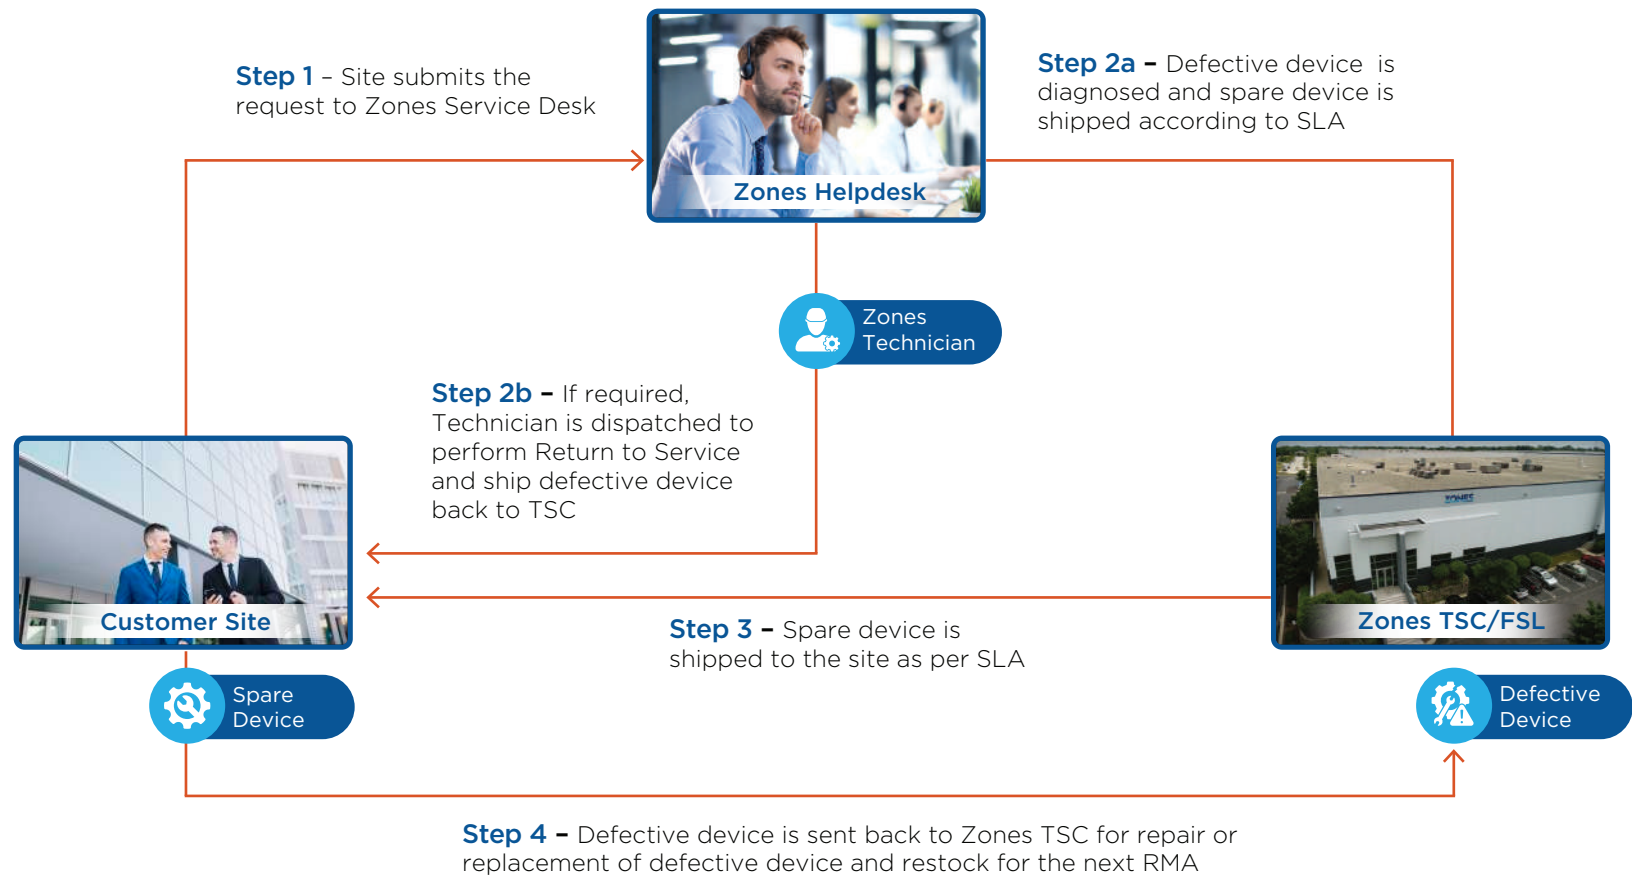 Step 1 – Site submits the
request to Zones Service Desk
Zones Helpdesk
Step 2a – Defective device is
diagnosed and spare device is
shipped according to SLA
Zones
Technician
Step 2b – If required,
Technician is dispatched to
perform Return to Service
and ship defective device
back to TSC
Customer Site
ZONES
Zones TSC/FSL
Step 3 – Spare device is
shipped to the site as per SLA
Spare
Device
Defective
Device
Step 4 – Defective device is sent back to Zones TSC for repair or
replacement of defective device and restock for the next RMA